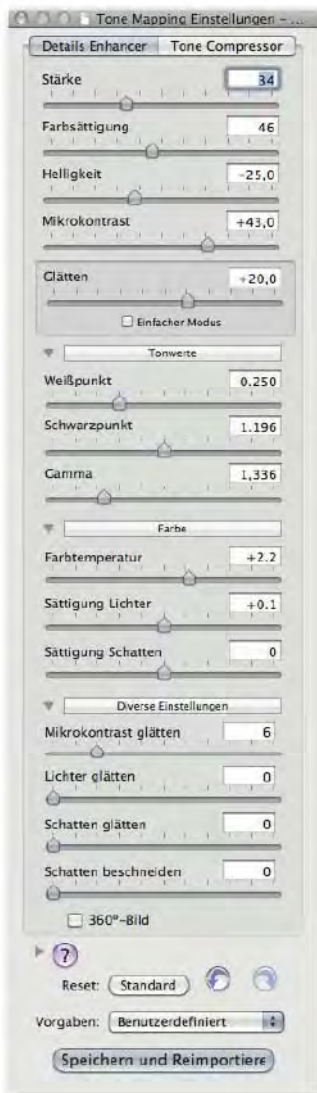 Tone Mapping Einstellungen – ...
Details Enhancer Tone Compressor
Stärke 34
Farbsättigung 46
Helligkeit -25,0
Mikrokontrast +43,0
Glätten +20,0
Einfacher Modus
Tonwerte
Weißpunkt 0.250
Schwarzpunkt 1.196
Gamma 1,336
Farbe
Farbtemperatur +2.2
Sättigung Lichter +0.1
Sättigung Schatten 0
Diverse Einstellungen
Mikrokontrast glätten 6
Lichter glätten 0
Schatten glätten 0
Schatten beschneiden 0
360°-Bild
?
Reset: Standard
Vorgaben: Benutzerdefiniert
Speichern und Reimportiere